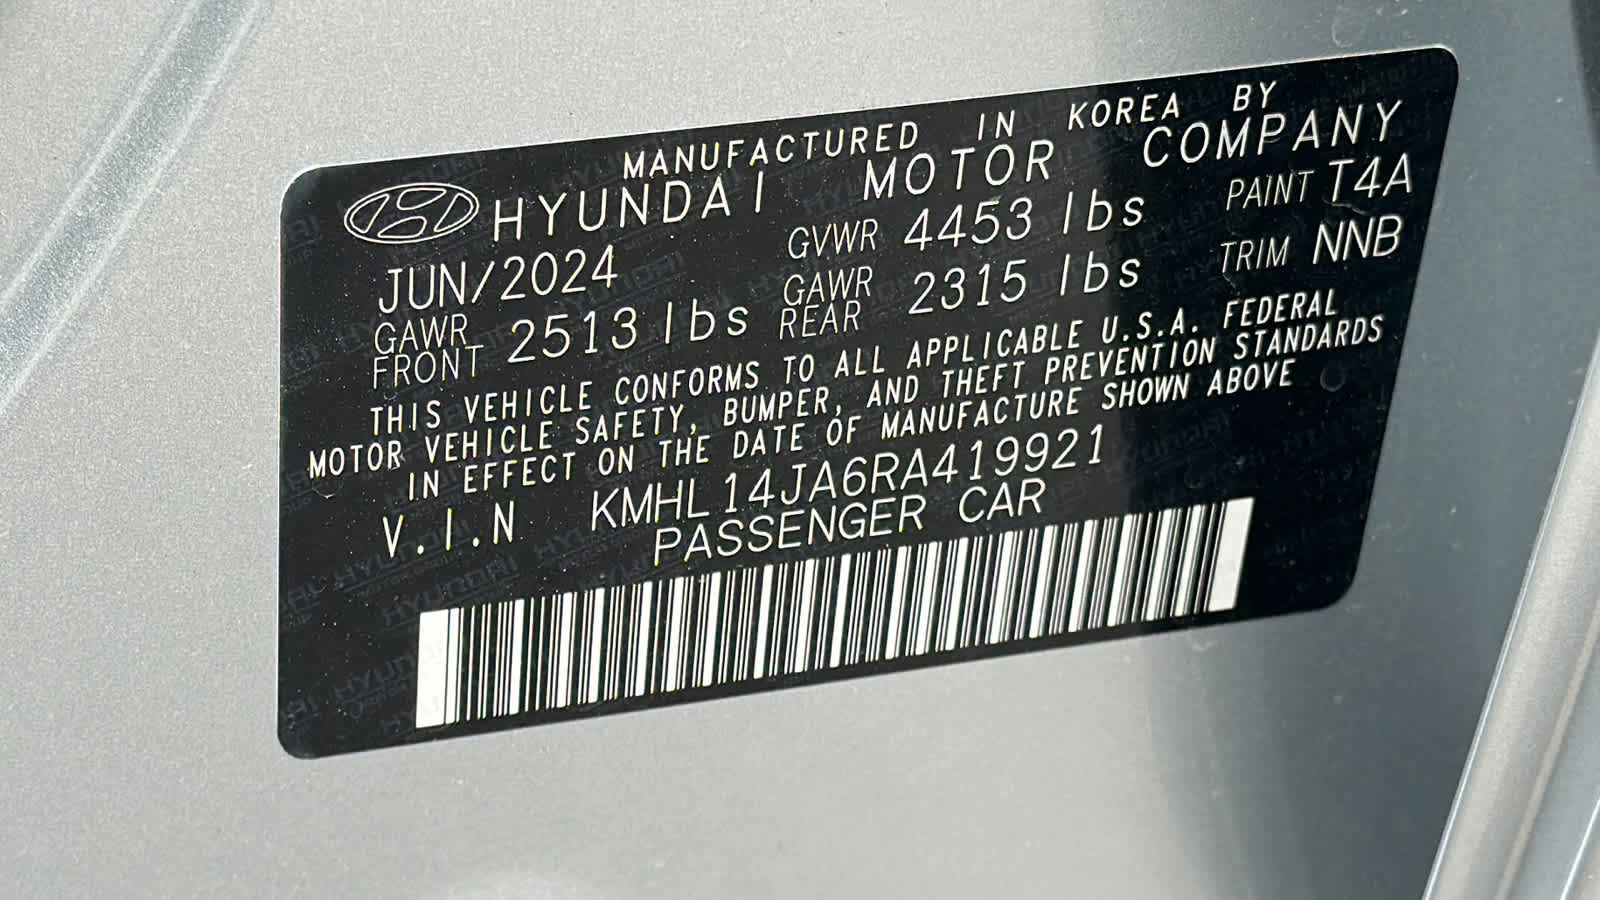 MANUFACTURED IN KOREA BY
HYUNDAI MOTOR COMPANY
JUN/2024 GVWR 4453 lbs PAINT T4A
GAWR FRONT 2513 lbs GAWR REAR 2315 lbs TRIM NNB
THIS VEHICLE CONFORMS TO ALL APPLICABLE U.S.A. FEDERAL
MOTOR VEHICLE SAFETY, BUMPER, AND THEFT PREVENTION STANDARDS
IN EFFECT ON THE DATE OF MANUFACTURE SHOWN ABOVE
V.I.N KMHL14JA6RA419921
PASSENGER CAR